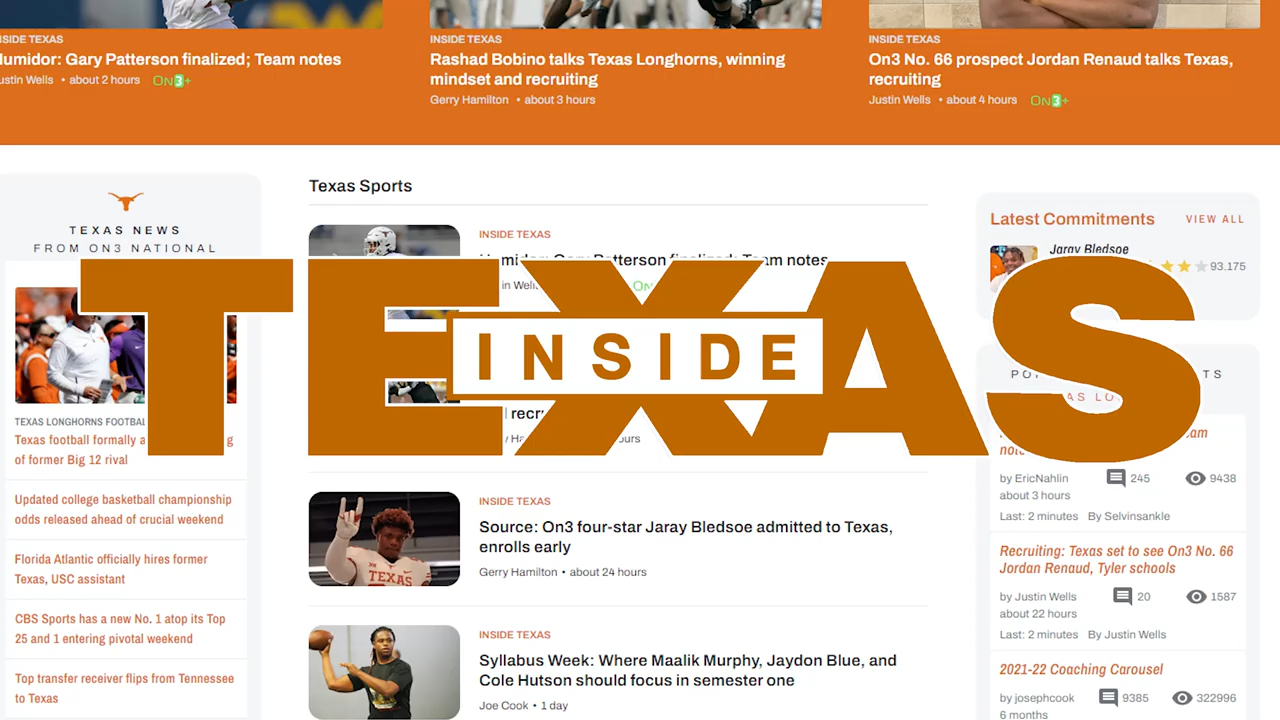 INSIDE TEXAS
Gary Patterson finalized; Team notes
Wells • about 2 hours ON3+
INSIDE TEXAS
Rashad Bobino talks Texas Longhorns, winning
mindset and recruiting
Gerry Hamilton • about 3 hours
INSIDE TEXAS
On3 No. 66 prospect Jordan Renaud talks Texas,
recruiting
Justin Wells • about 4 hours ON3+
TEXAS NEWS
FROM ON3 NATIONAL
TEXAS LONGHORNS
Texas football formally
of former Big 12 rival
Updated college basketball championship
odds released ahead of crucial weekend
Florida Atlantic officially hires former
Texas, USC assistant
CBS Sports has a new No. 1 atop its Top
25 and 1 entering pivotal weekend
Top transfer receiver flips from Tennessee
to Texas
Texas Sports
INSIDE TEXAS
Gary Patterson finalized; Team notes
TEXAS
INSIDE
INSIDE TEXAS
Source: On3 four-star Jaray Bledsoe admitted to Texas,
enrolls early
Gerry Hamilton • about 24 hours
INSIDE TEXAS
Syllabus Week: Where Maalik Murphy, Jaydon Blue, and
Cole Hutson should focus in semester one
Joe Cook • 1 day
TEXAS
Latest Commitments VIEW ALL
Jaray Bledsoe
93.175
by EricNahlin 245 9438
about 3 hours
Last: 2 minutes By Selvinsankle
Recruiting: Texas set to see On3 No. 66
Jordan Renaud, Tyler schools
by Justin Wells 20 1587
about 22 hours
Last: 2 minutes By Justin Wells
2021-22 Coaching Carousel
by josephcook 9385 322996
6 months